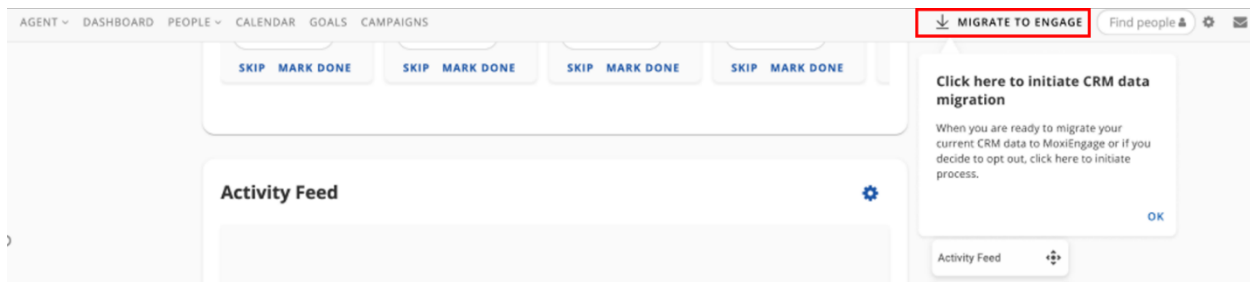 AGENT DASHBOARD PEOPLE CALENDAR GOALS CAMPAIGNS MIGRATE TO ENGAGE Find people
SKIP MARK DONE SKIP MARK DONE SKIP MARK DONE SKIP MARK DONE
Click here to initiate CRM data
migration
When you are ready to migrate your
current CRM data to MoxiEngage or if you
decide to opt out, click here to initiate
process.
OK
Activity Feed
Activity Feed